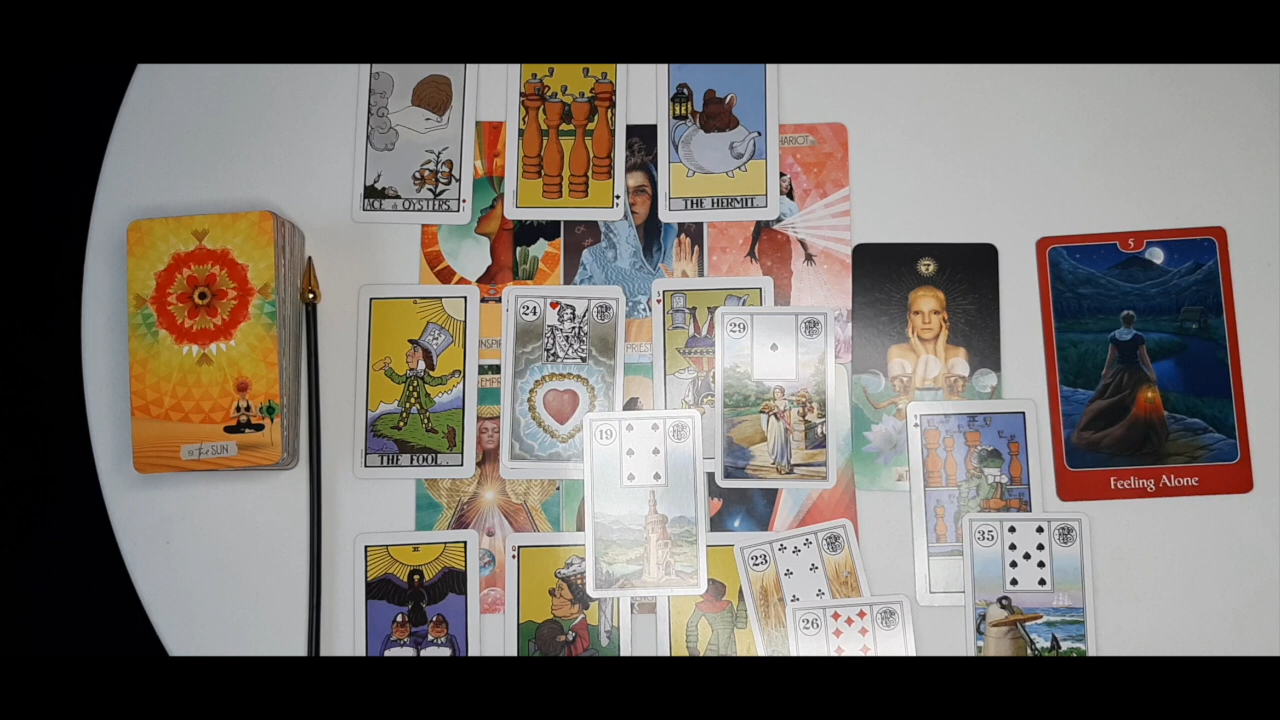 ACE of OYSTERS.
THE HERMIT.
HARIOT
5
Feeling Alone
the SUN
24
29
INSPI
PRIEST
EMPR
THE FOOL.
19
Q
23
26
35